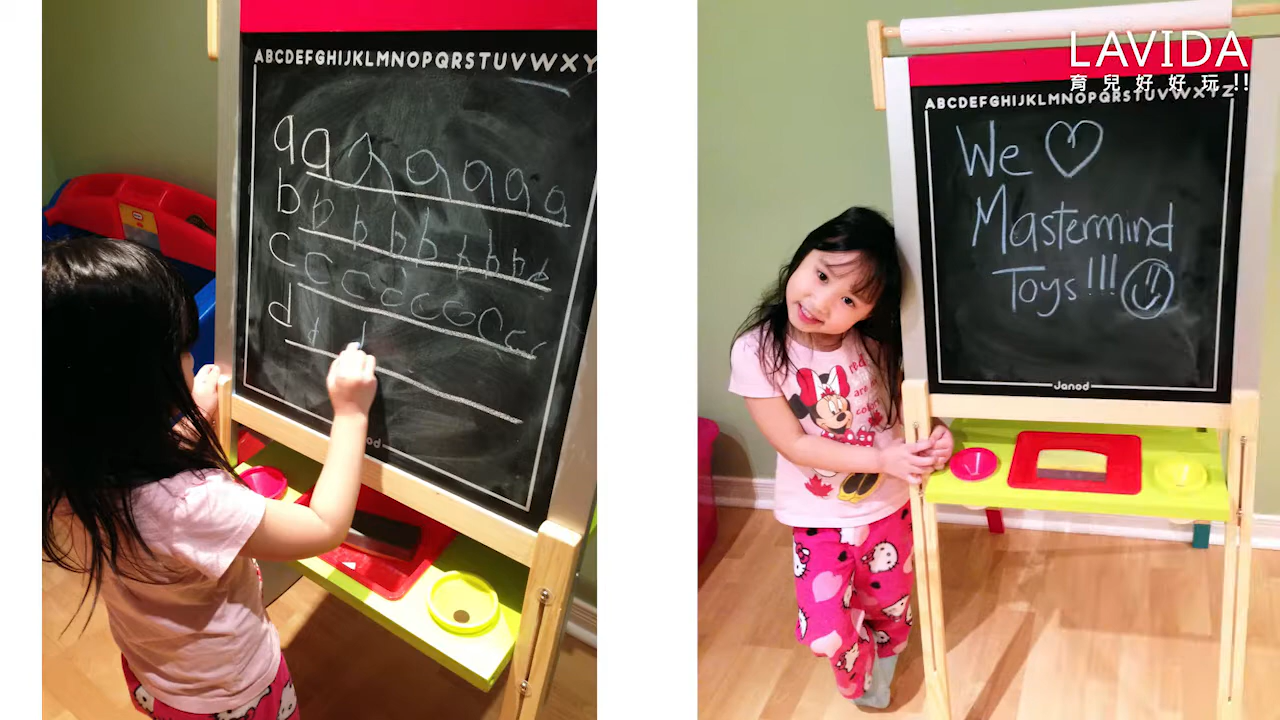 ABCDEFGHIJKLMNOPQRSTUVWXY
a a a a a a a a
b b b b b b b b b
c c c c c c c c c
d d
LAVIDA
育兒好好玩!!
ABCDEFGHIJKLMNOPQRSTUVWXYZ
We ♡
Mastermind
Toys!!! ☺
Janod